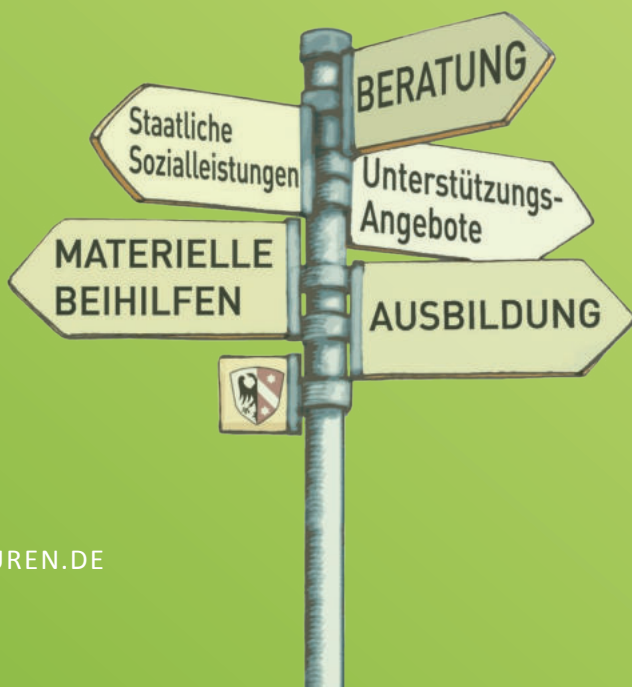 BERATUNG
Staatliche
Sozialleistungen
Unterstützungs-
Angebote
MATERIELLE
BEIHILFEN
AUSBILDUNG
UREN.DE